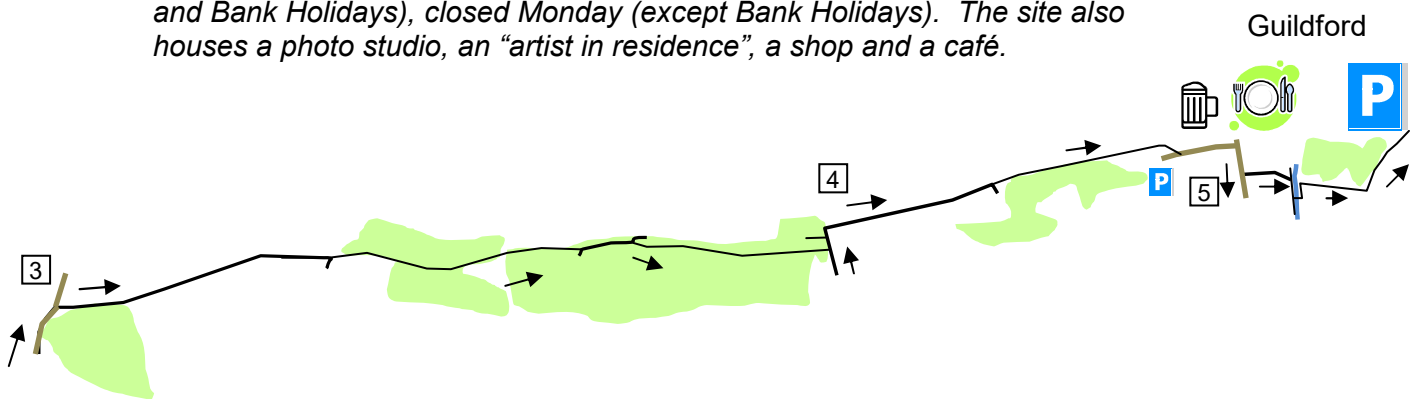 and Bank Holidays), closed Monday (except Bank Holidays). The site also
houses a photo studio, an “artist in residence”, a shop and a café.
Guildford
P
4
P
5
3